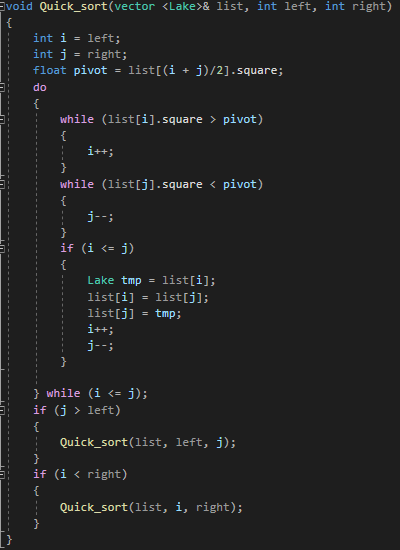 void Quick_sort(vector <Lake>& list, int left, int right)
{
int i = left;
int j = right;
float pivot = list[(i + j)/2].square;
do
{
while (list[i].square > pivot)
{
i++;
}
while (list[j].square < pivot)
{
j--;
}
if (i <= j)
{
Lake tmp = list[i];
list[i] = list[j];
list[j] = tmp;
i++;
j--;
}
} while (i <= j);
if (j > left)
{
Quick_sort(list, left, j);
}
if (i < right)
{
Quick_sort(list, i, right);
}
}